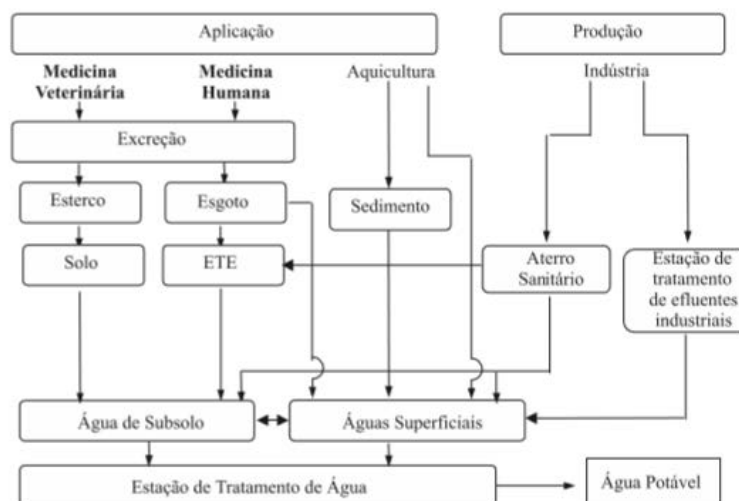 Aplicação
Produção
Medicina
Veterinária
Medicina
Humana
Aquicultura
Indústria
Excreção
Esterco
Esgoto
Sedimento
Solo
ETE
Aterro
Sanitário
Estação de
tratamento
de efluentes
industriais
Água de Subsolo
Águas Superficiais
Estação de Tratamento de Água
Água Potável